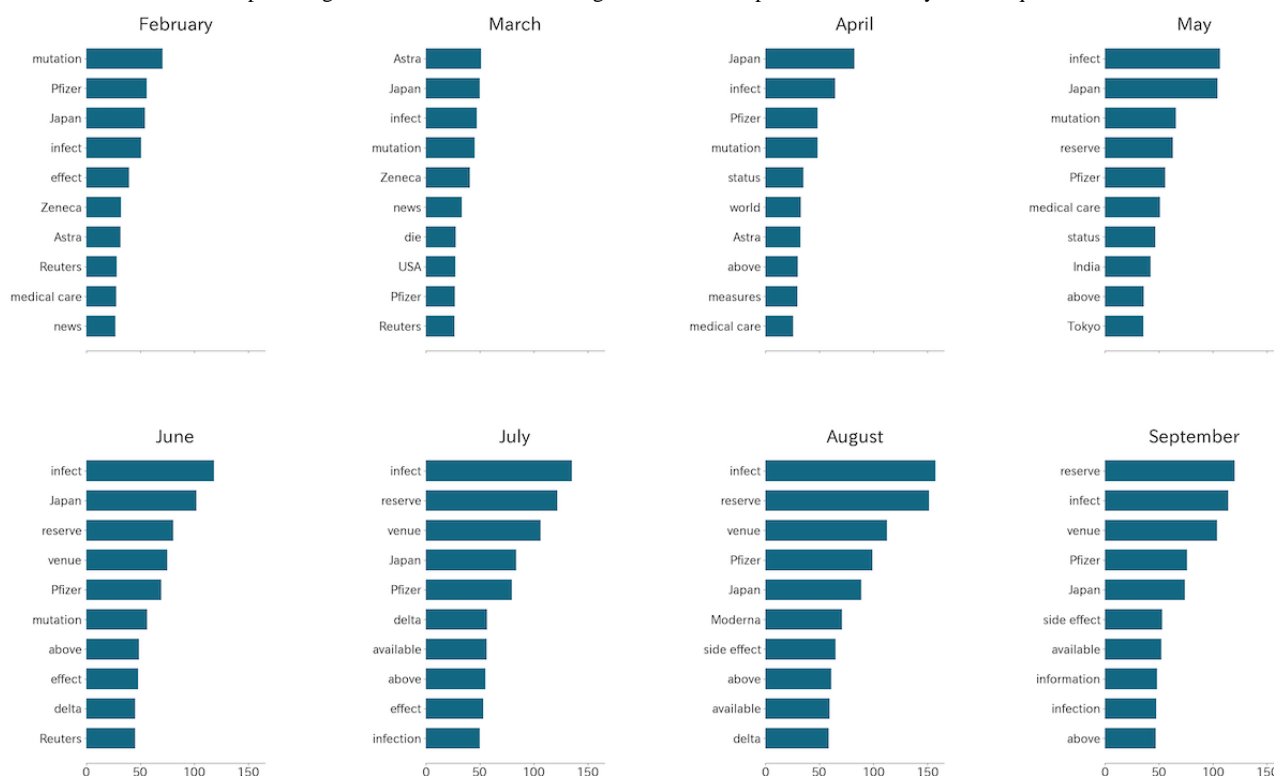 February March April May
mutation Astra Japan infect
Pfizer Japan infect Japan
Japan infect Pfizer mutation
infect mutation mutation reserve
effect Zeneca status Pfizer
Zeneca news world medical care
Astra die Astra status
Reuters USA above India
medical care Pfizer measures above
news Reuters medical care Tokyo
June July August September
infect infect infect reserve
Japan reserve reserve infect
reserve venue venue venue
venue Japan Pfizer Pfizer
Pfizer Pfizer Japan Japan
mutation delta Moderna side effect
above available side effect available
effect above above information
delta effect available infection
Reuters infection delta above
0 50 100 150 0 50 100 150 0 50 100 150 0 50 100 150